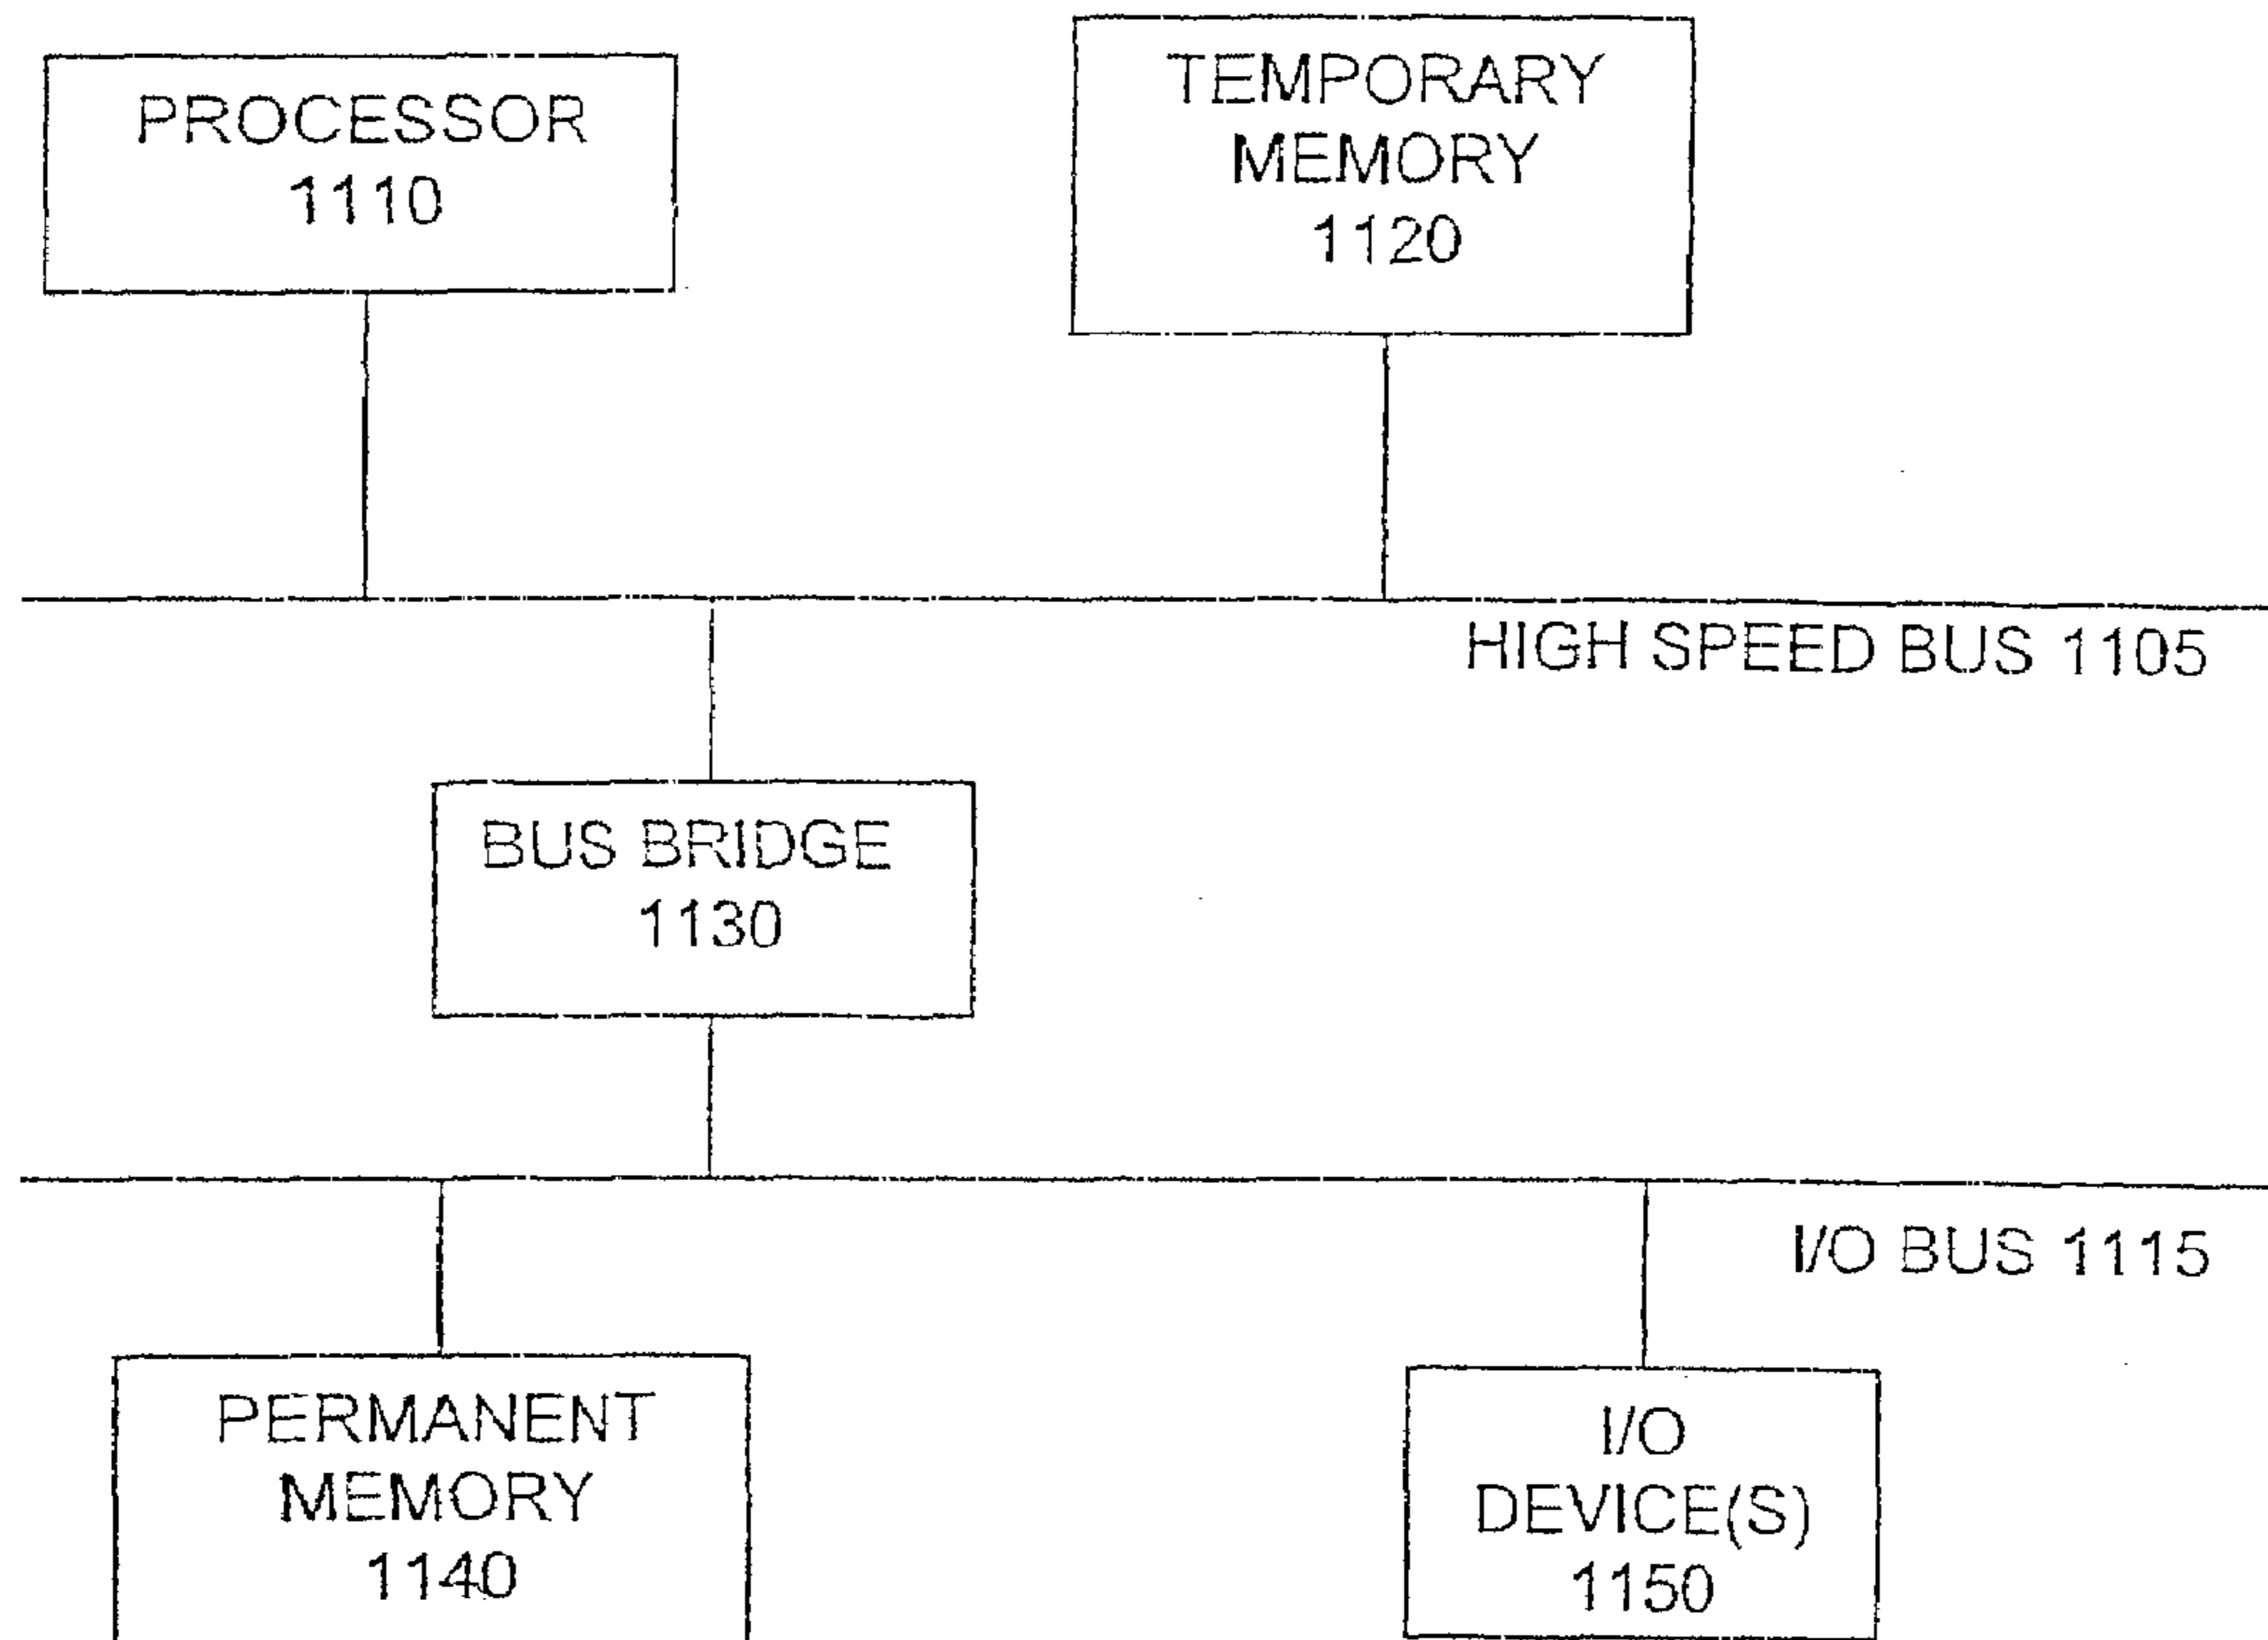 PROCESSOR
1110
TEMPORARY
MEMORY
1120
HIGH SPEED BUS 1105
BUS BRIDGE
1130
I/O BUS 1115
PERMANENT
MEMORY
1140
I/O
DEVICE(S)
1150